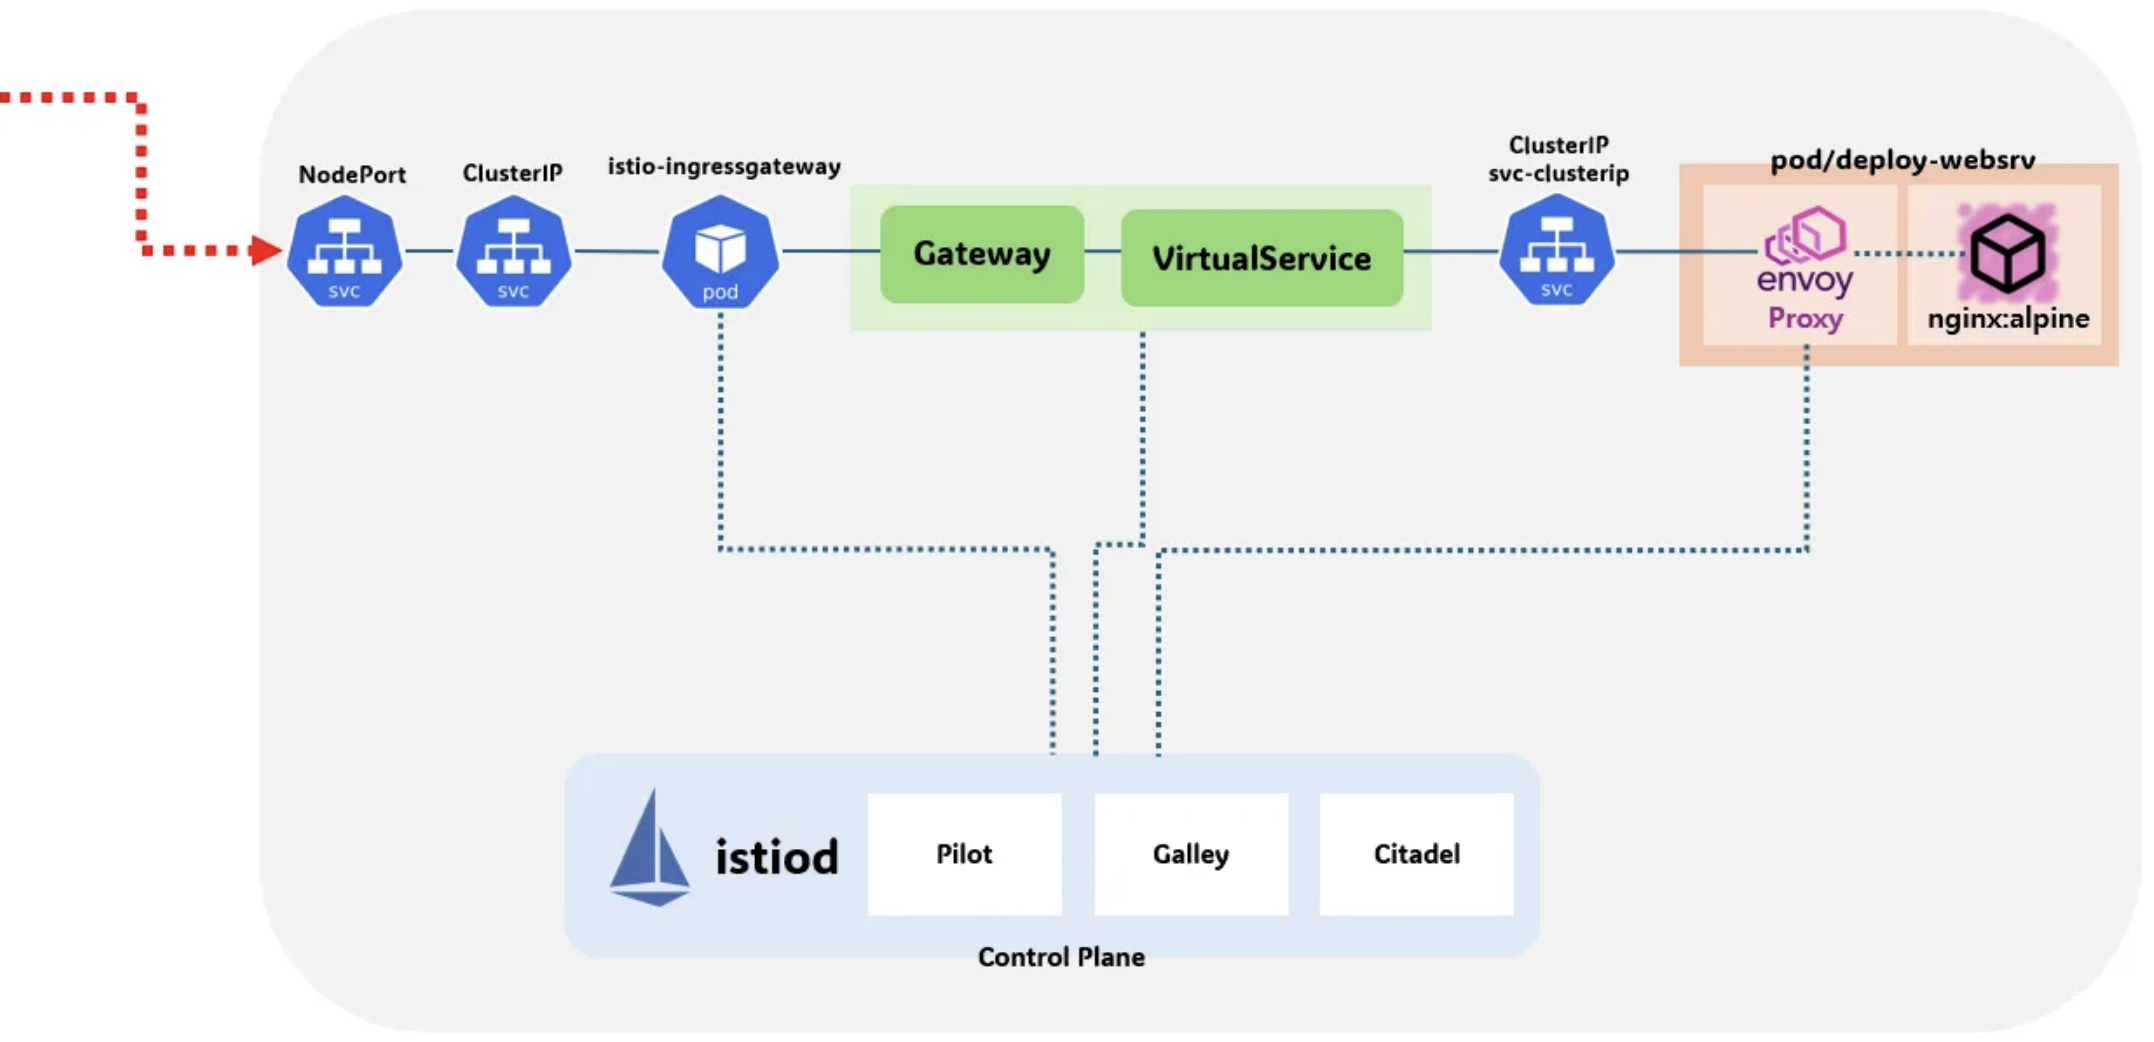 NodePort
ClusterIP
istio-ingressgateway
ClusterIP
svc-clusterip
pod/deploy-websrv
svc
svc
pod
Gateway
VirtualService
svc
envoy
Proxy
nginx:alpine
istiod
Pilot
Galley
Citadel
Control Plane